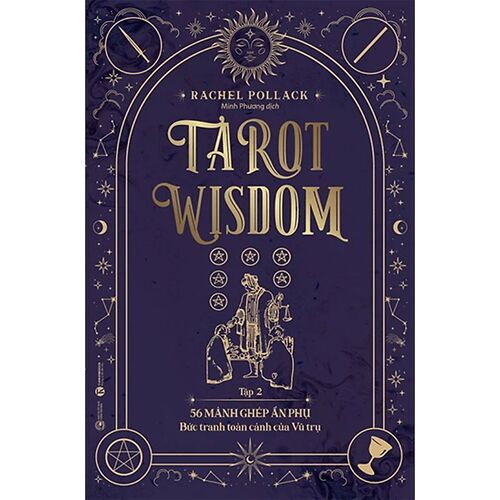 RACHEL POLLACK
Minh Phương dịch
TAROT
WISDOM
Tập 2
56 MẢNH GHÉP ẨN PHỤ
Bức tranh toàn cảnh của Vũ trụ